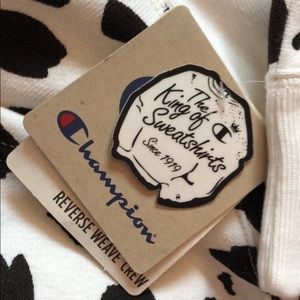 The
King of
Sweatshirts
Since 1919
Champion
REVERSE WEAVE CREW